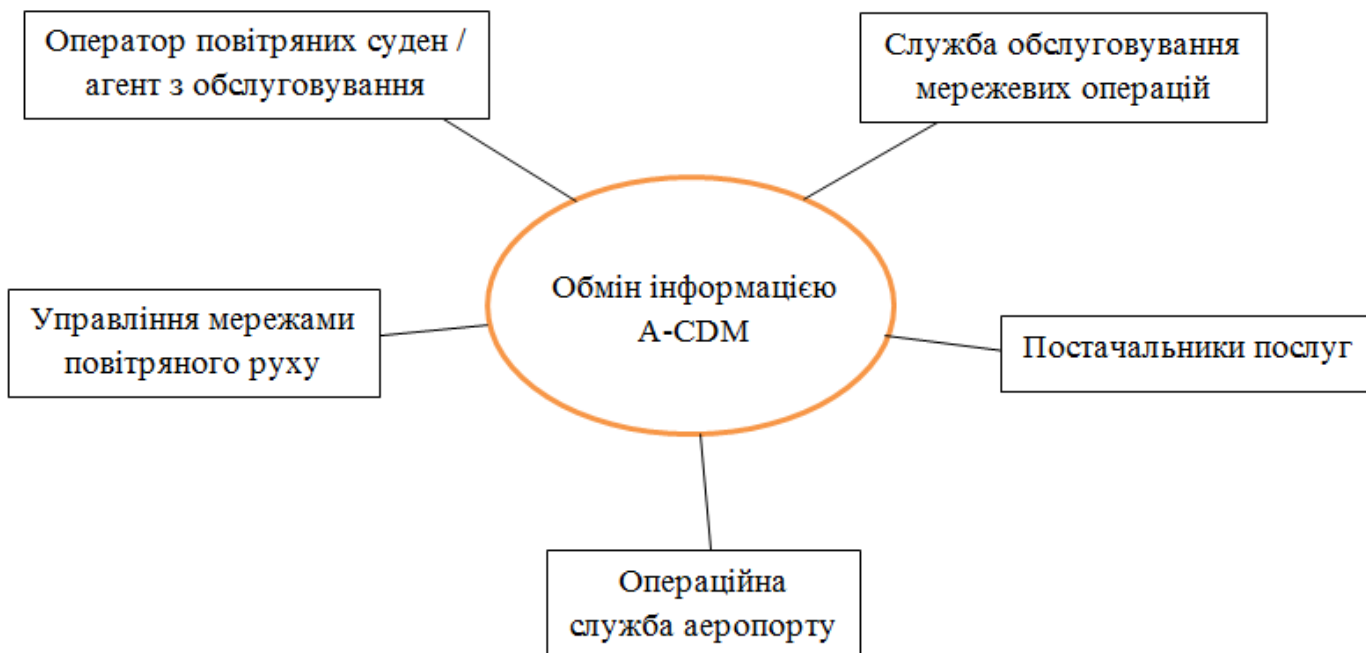 Оператор повітряних суден /
агент з обслуговування
Служба обслуговування
мережевих операцій
Обмін інформацією
A-CDM
Управління мережами
повітряного руху
Постачальники послуг
Операційна
служба аеропорту